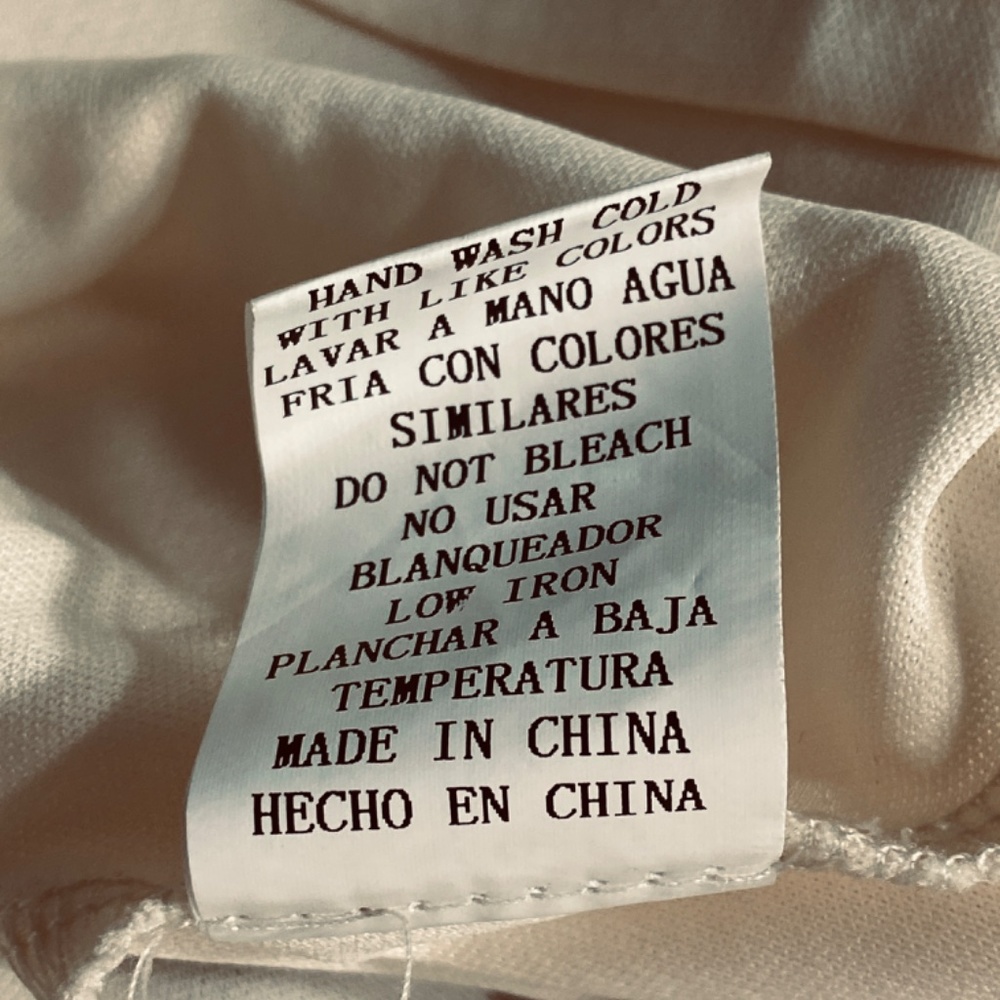 HAND WASH COLD
WITH LIKE COLORS
LAVAR A MANO AGUA
FRIA CON COLORES
SIMILARES
DO NOT BLEACH
NO USAR
BLANQUEADOR
LOW IRON
PLANCHAR A BAJA
TEMPERATURA
MADE IN CHINA
HECHO EN CHINA